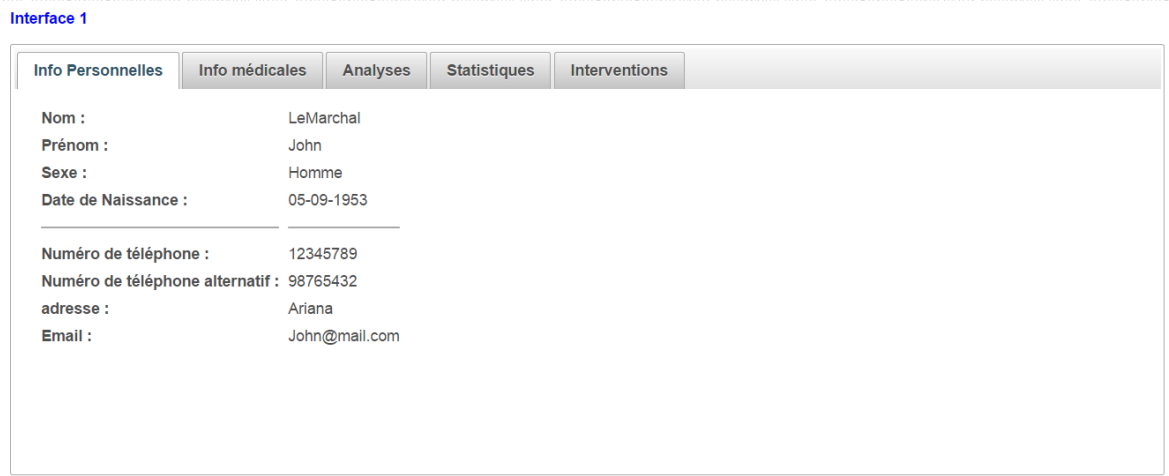 Interface 1
Info Personnelles Info médicales Analyses Statistiques Interventions
Nom : LeMarchal
Prénom : John
Sexe : Homme
Date de Naissance : 05-09-1953
Numéro de téléphone : 12345789
Numéro de téléphone alternatif : 98765432
adresse : Ariana
Email : John@mail.com